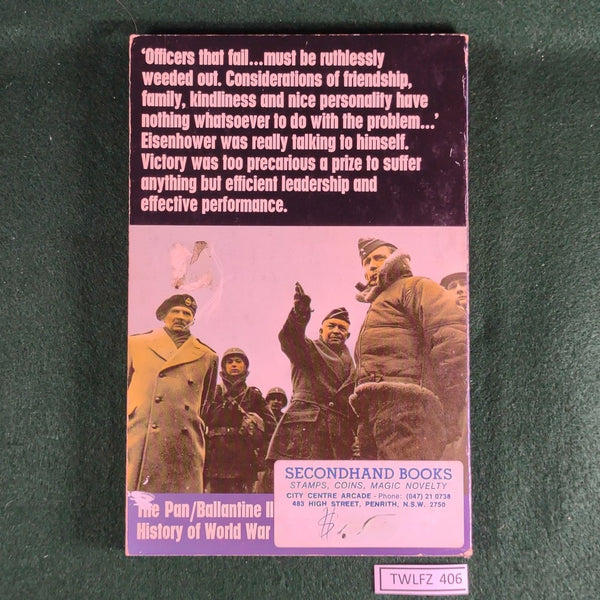 'Officers that fail...must be ruthlessly
weeded out. Considerations of friendship,
family, kindliness and nice personality have
nothing whatsoever to do with the problem...'
Eisenhower was really talking to himself.
Victory was too precarious a prize to suffer
anything but efficient leadership and
effective performance.
The Pan/Ballantine Il
History of World War
SECONDHAND BOOKS
STAMPS, COINS, MAGIC NOVELTY
CITY CENTRE ARCADE - Phone: (047) 21 0738
483 HIGH STREET, PENRITH, N.S.W. 2750
TWLFZ 406